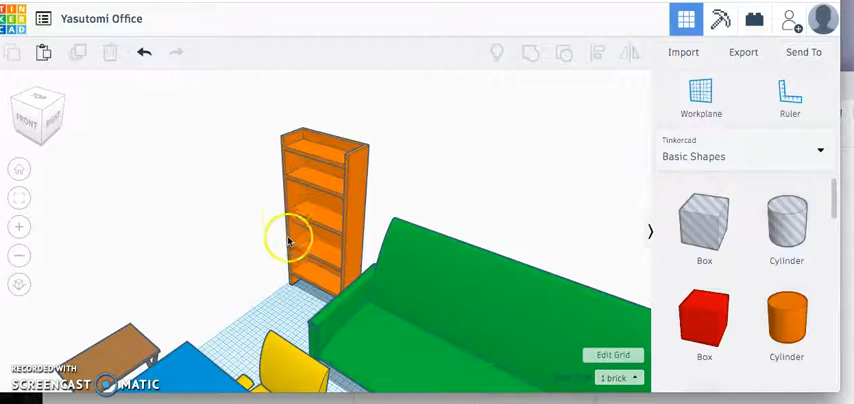 TIN
KER
CAD
Yasutomi Office
Import
Export
Send To
TOP
FRONT
RIGHT
Workplane
Ruler
Tinkercad
Basic Shapes
Box
Cylinder
Box
Cylinder
Edit Grid
1 brick
RECORDED WITH
SCREENCAST MATIC